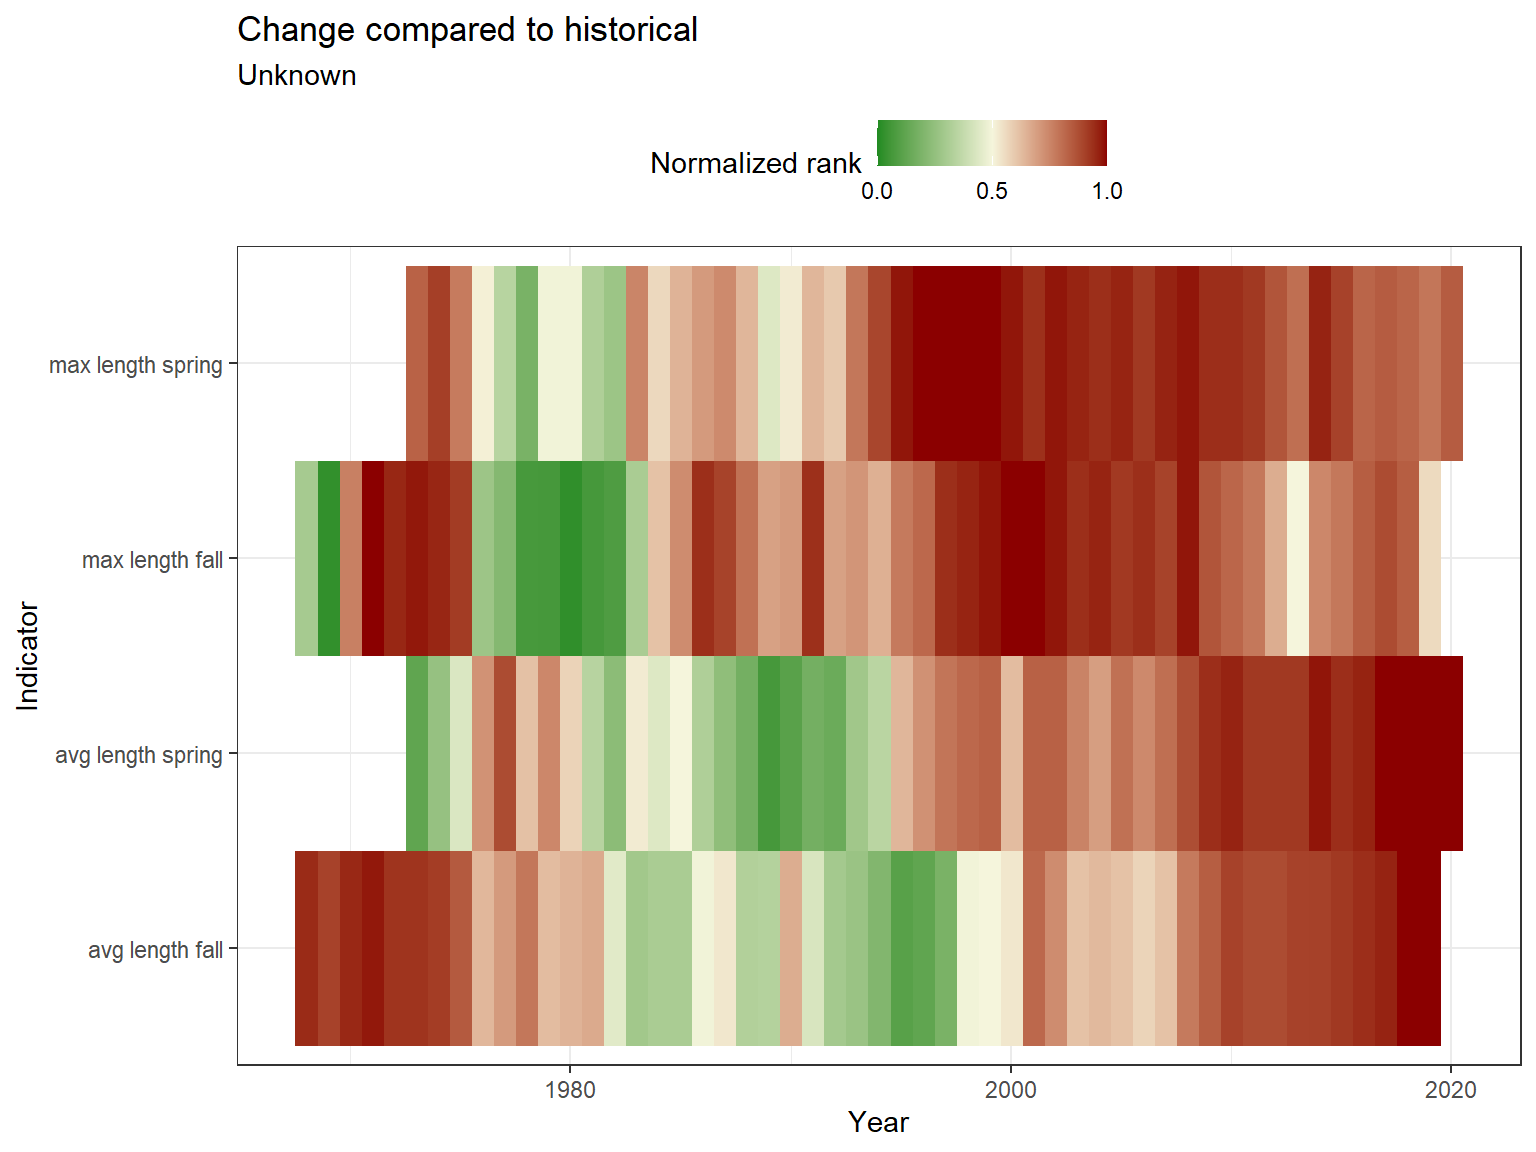 Change compared to historical
Unknown
Normalized rank
0.0 0.5 1.0
max length spring
max length fall
avg length spring
avg length fall
Indicator
1980 2000 2020
Year